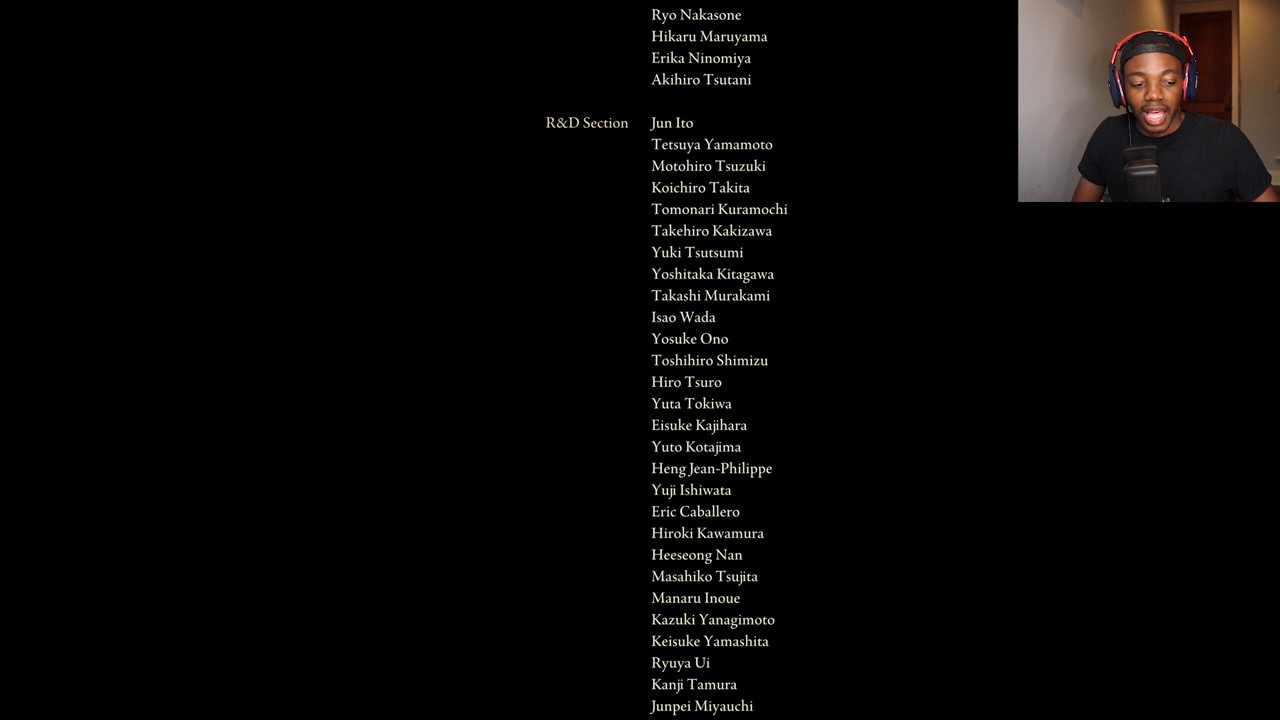 Ryo Nakasone
Hikaru Maruyama
Erika Ninomiya
Akihiro Tsutani
R&D Section Jun Ito
Tetsuya Yamamoto
Motohiro Tsuzuki
Koichiro Takita
Tomonari Kuramochi
Takehiro Kakizawa
Yuki Tsutsumi
Yoshitaka Kitagawa
Takashi Murakami
Isao Wada
Yosuke Ono
Toshihiro Shimizu
Hiro Tsuro
Yuta Tokiwa
Eisuke Kajihara
Yuto Kotajima
Heng Jean-Philippe
Yuji Ishiwata
Eric Caballero
Hiroki Kawamura
Heeseong Nan
Masahiko Tsujita
Manaru Inoue
Kazuki Yanagimoto
Keisuke Yamashita
Ryuya Ui
Kanji Tamura
Junpei Miyauchi